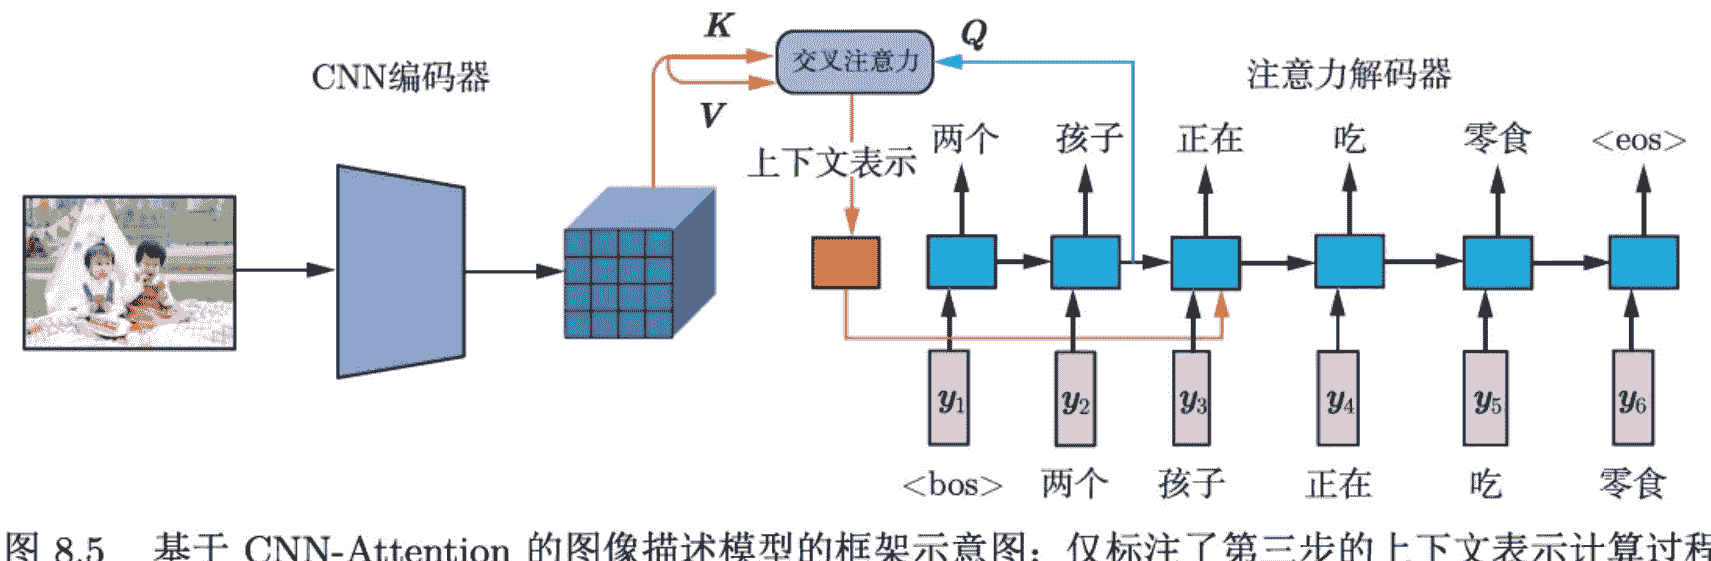 K
交叉注意力
Q
CNN编码器
V
注意力解码器
上下文表示
两个 孩子 正在 吃 零食 <eos>
y1 y2 y3 y4 y5 y6
<bos> 两个 孩子 正在 吃 零食
图 8.5 基于 CNN-Attention 的图像描述模型的框架示意图：仅标注了第三步的上下文表示计算过程